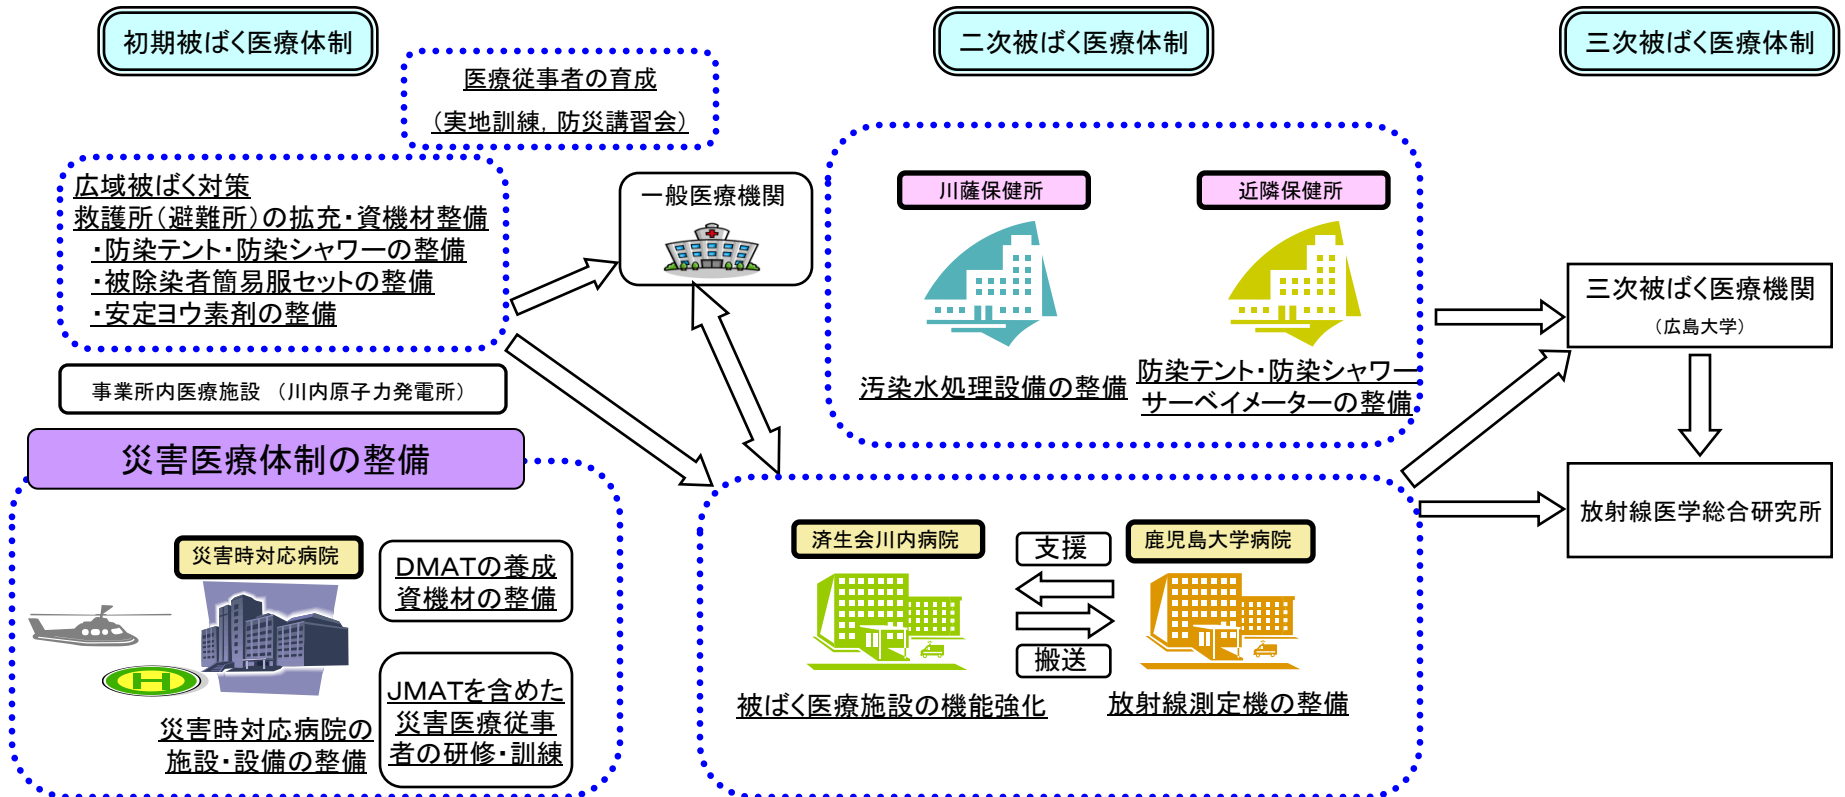 初期被ばく医療体制
二次被ばく医療体制
三次被ばく医療体制
医療従事者の育成
(実地訓練，防災講習会)
広域被ばく対策
救護所(避難所)の拡充・資機材整備
・防染テント・防染シャワーの整備
・被除染者簡易服セットの整備
・安定ヨウ素剤の整備
一般医療機関
事業所内医療施設　(川内原子力発電所)
川薩保健所
近隣保健所
汚染水処理設備の整備
防染テント・防染シャワー
サーベイメーターの整備
三次被ばく医療機関
(広島大学)
放射線医学総合研究所
災害医療体制の整備
災害時対応病院
DMATの養成
資機材の整備
H
災害時対応病院の
施設・設備の整備
JMATを含めた
災害医療従事
者の研修・訓練
済生会川内病院
支援
搬送
鹿児島大学病院
被ばく医療施設の機能強化
放射線測定機の整備